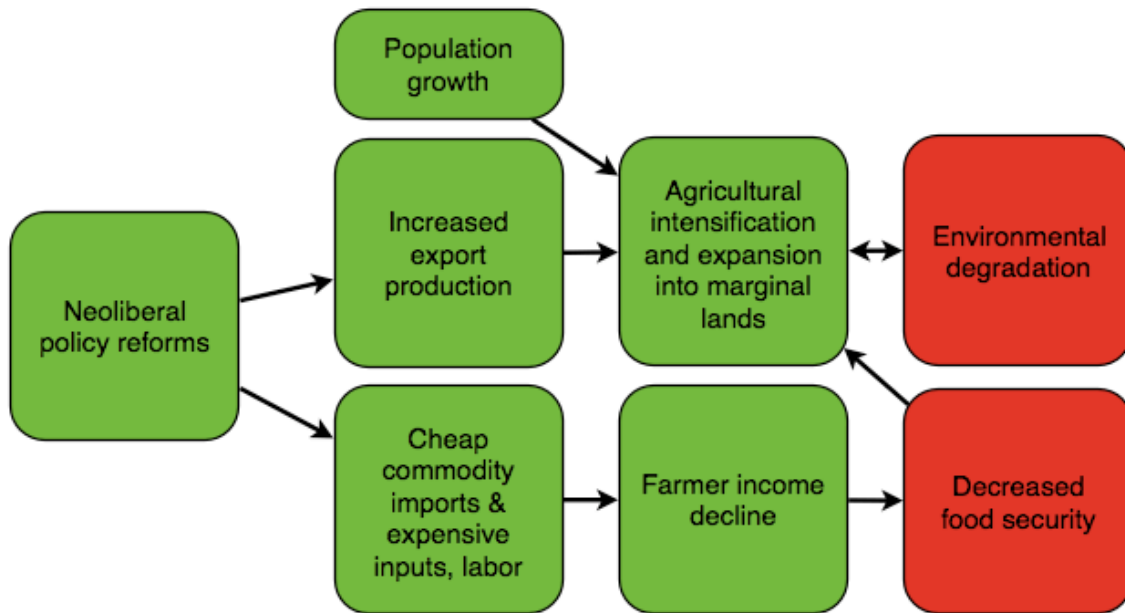 Population
growth
Neoliberal
policy reforms
Increased
export
production
Agricultural
intensification
and expansion
into marginal
lands
Environmental
degradation
Cheap
commodity
imports &
expensive
inputs, labor
Farmer income
decline
Decreased
food security